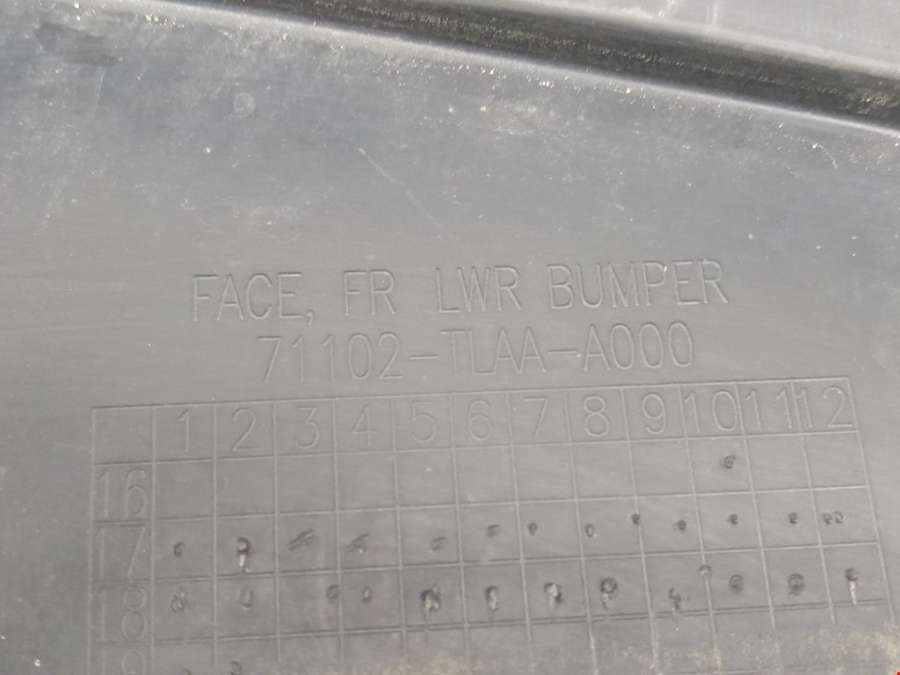 FACE, FR LWR BUMPER
71102-TLAA-A000
1 2 3 4 5 6 7 8 9 10 11 12
16
17
18